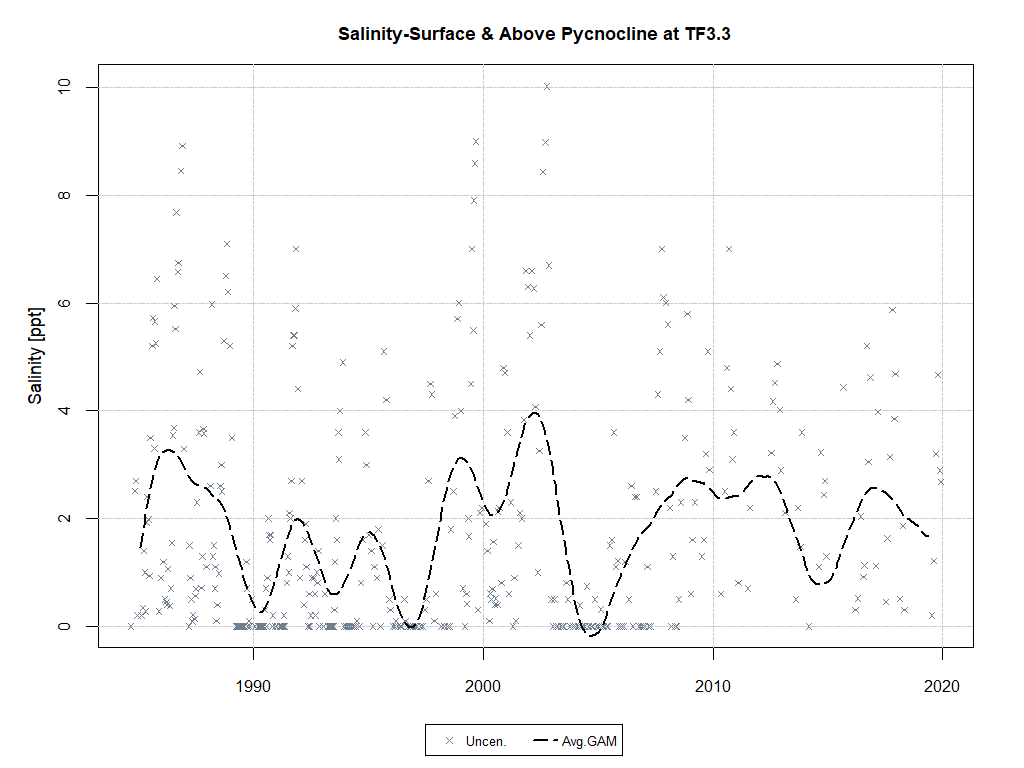 Salinity-Surface & Above Pycnocline at TF3.3
Salinity [ppt]
10
8
6
4
2
0
1990
2000
2010
2020
Uncen.
Avg.GAM